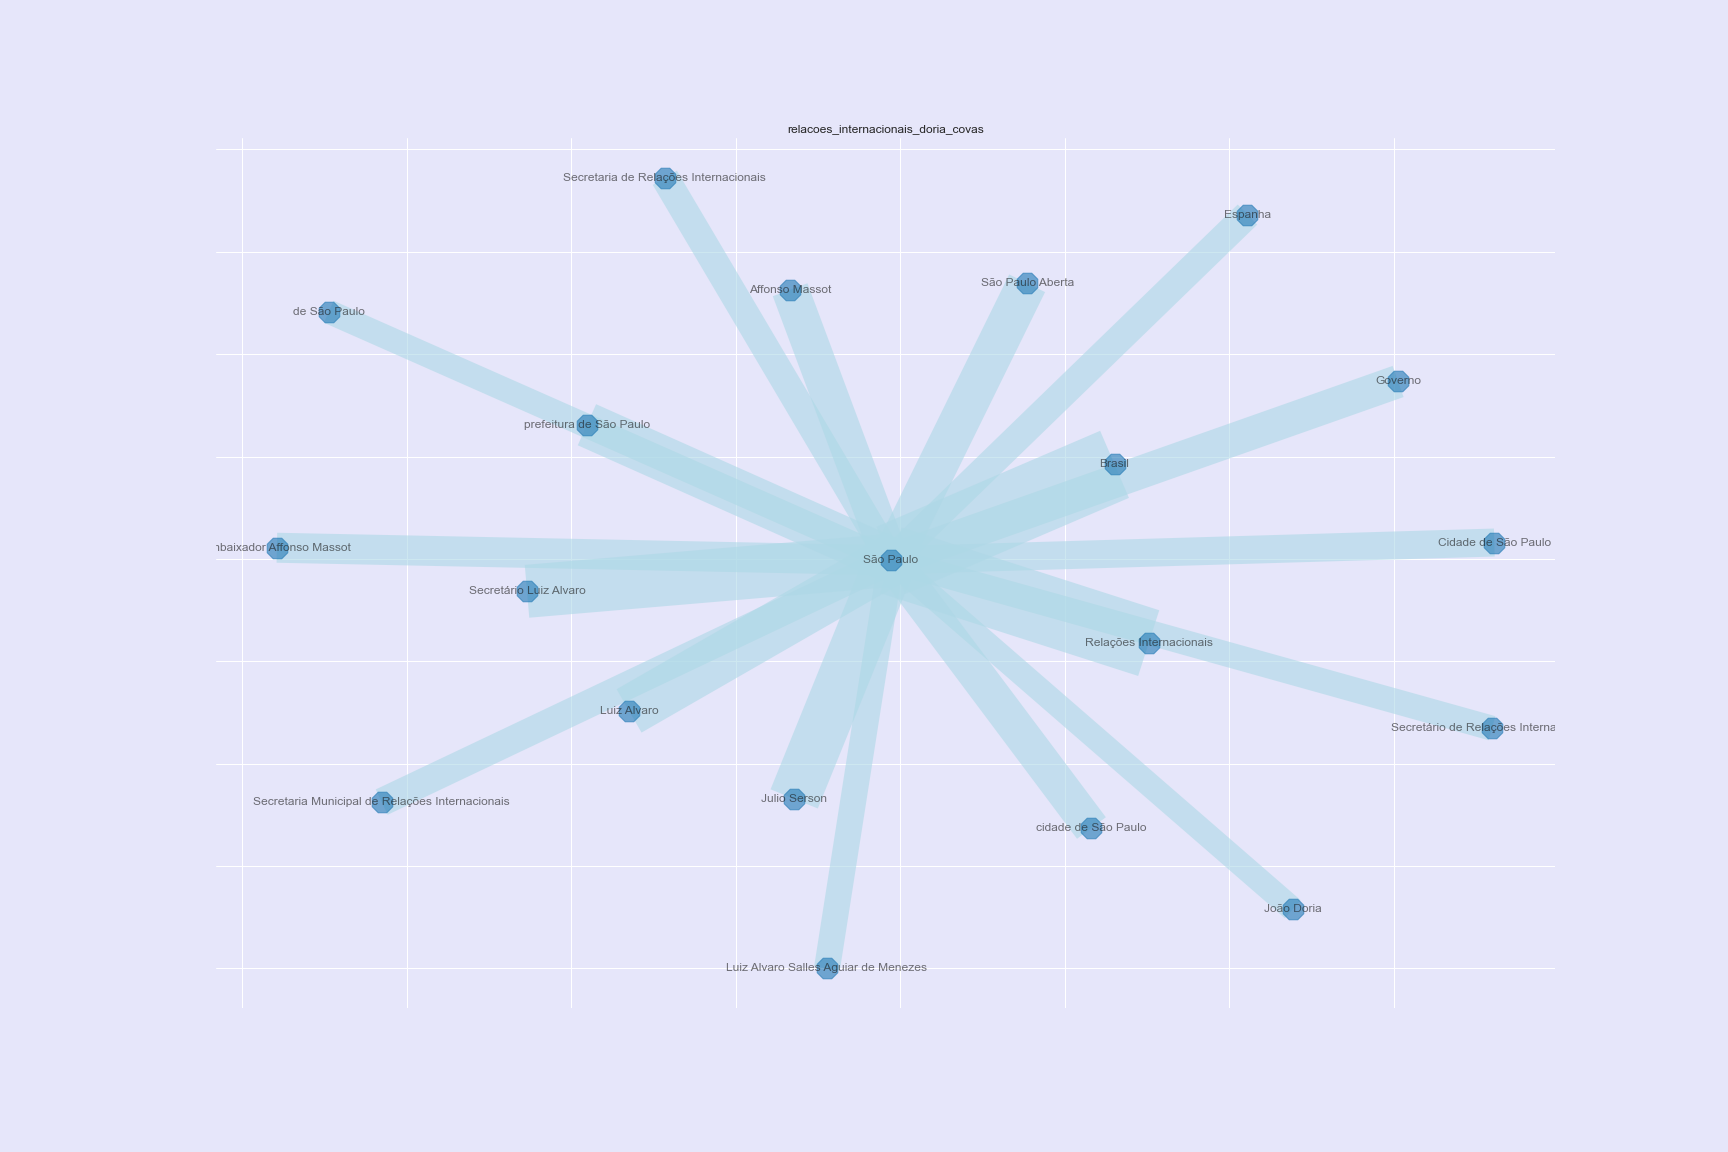 relacoes_internacionais_doria_covas
Secretaria de Relações Internacionais
Espanha
São Paulo Aberta
Affonso Massot
de São Paulo
Governo
prefeitura de São Paulo
Brasil
Cidade de São Paulo
nbaixador Affonso Massot
São Paulo
Secretário Luiz Alvaro
Relações Internacionais
Luiz Alvaro
Secretário de Relações Interna
Julio Serson
Secretaria Municipal de Relações Internacionais
cidade de São Paulo
João Doria
Luiz Alvaro Salles Aguiar de Menezes